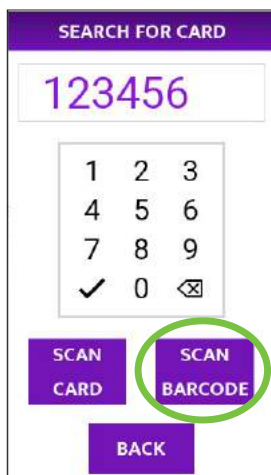 SEARCH FOR CARD
123456
1 2 3
4 5 6
7 8 9
0
SCAN CARD
SCAN BARCODE
BACK